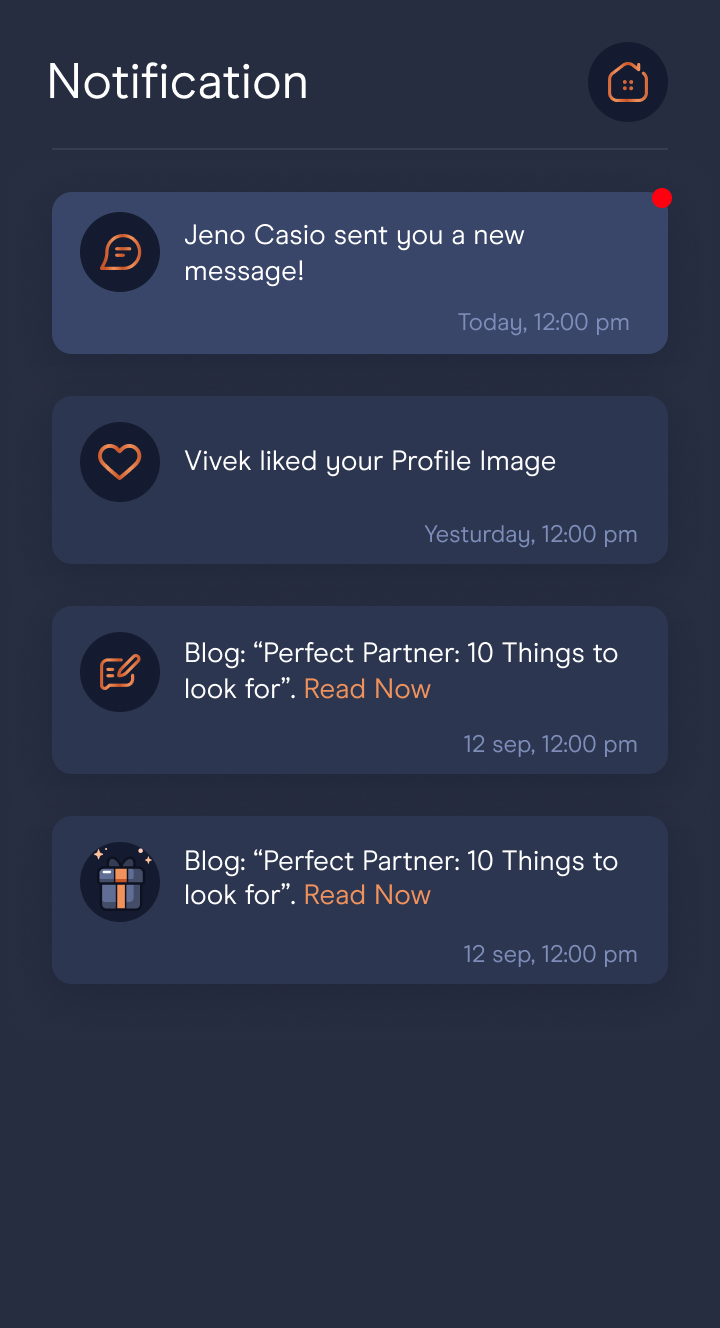 Notification
Jeno Casio sent you a new
message!
Today, 12:00 pm
Vivek liked your Profile Image
Yesturday, 12:00 pm
Blog: “Perfect Partner: 10 Things to
look for”. Read Now
12 sep, 12:00 pm
Blog: “Perfect Partner: 10 Things to
look for”. Read Now
12 sep, 12:00 pm